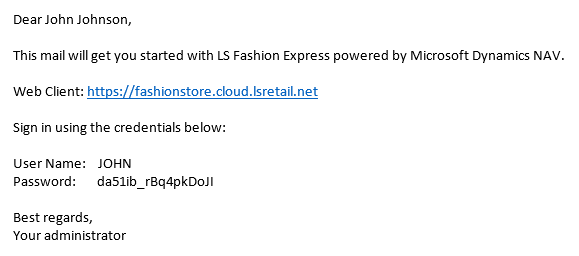 Dear John Johnson,
This mail will get you started with LS Fashion Express powered by Microsoft Dynamics NAV.
Web Client: https://fashionstore.cloud.lsretail.net
Sign in using the credentials below:
User Name: JOHN
Password: da51ib_rBq4pkDoJI
Best regards,
Your administrator